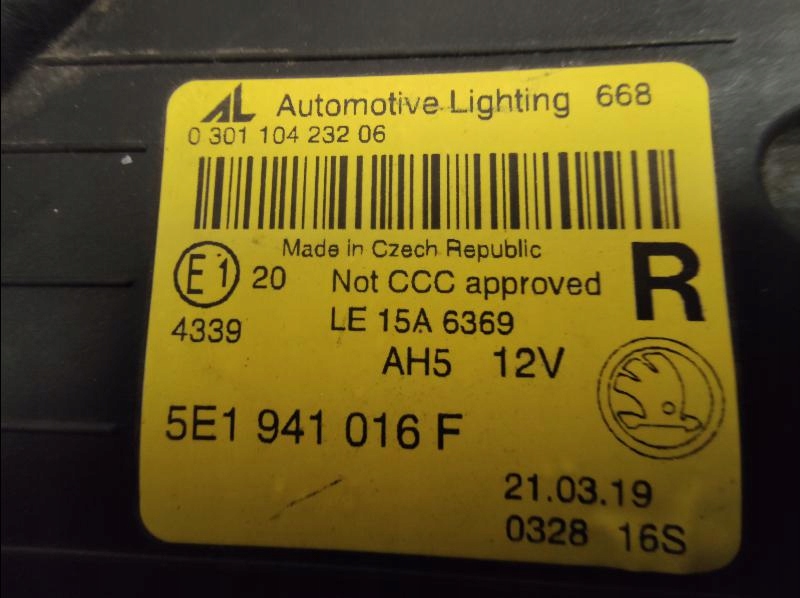 AL Automotive Lighting 668
0 301 104 232 06
Made in Czech Republic
E1 20 Not CCC approved R
4339 LE 15A 6369
AH5 12V
5E1 941 016 F
21.03.19
0328 16S